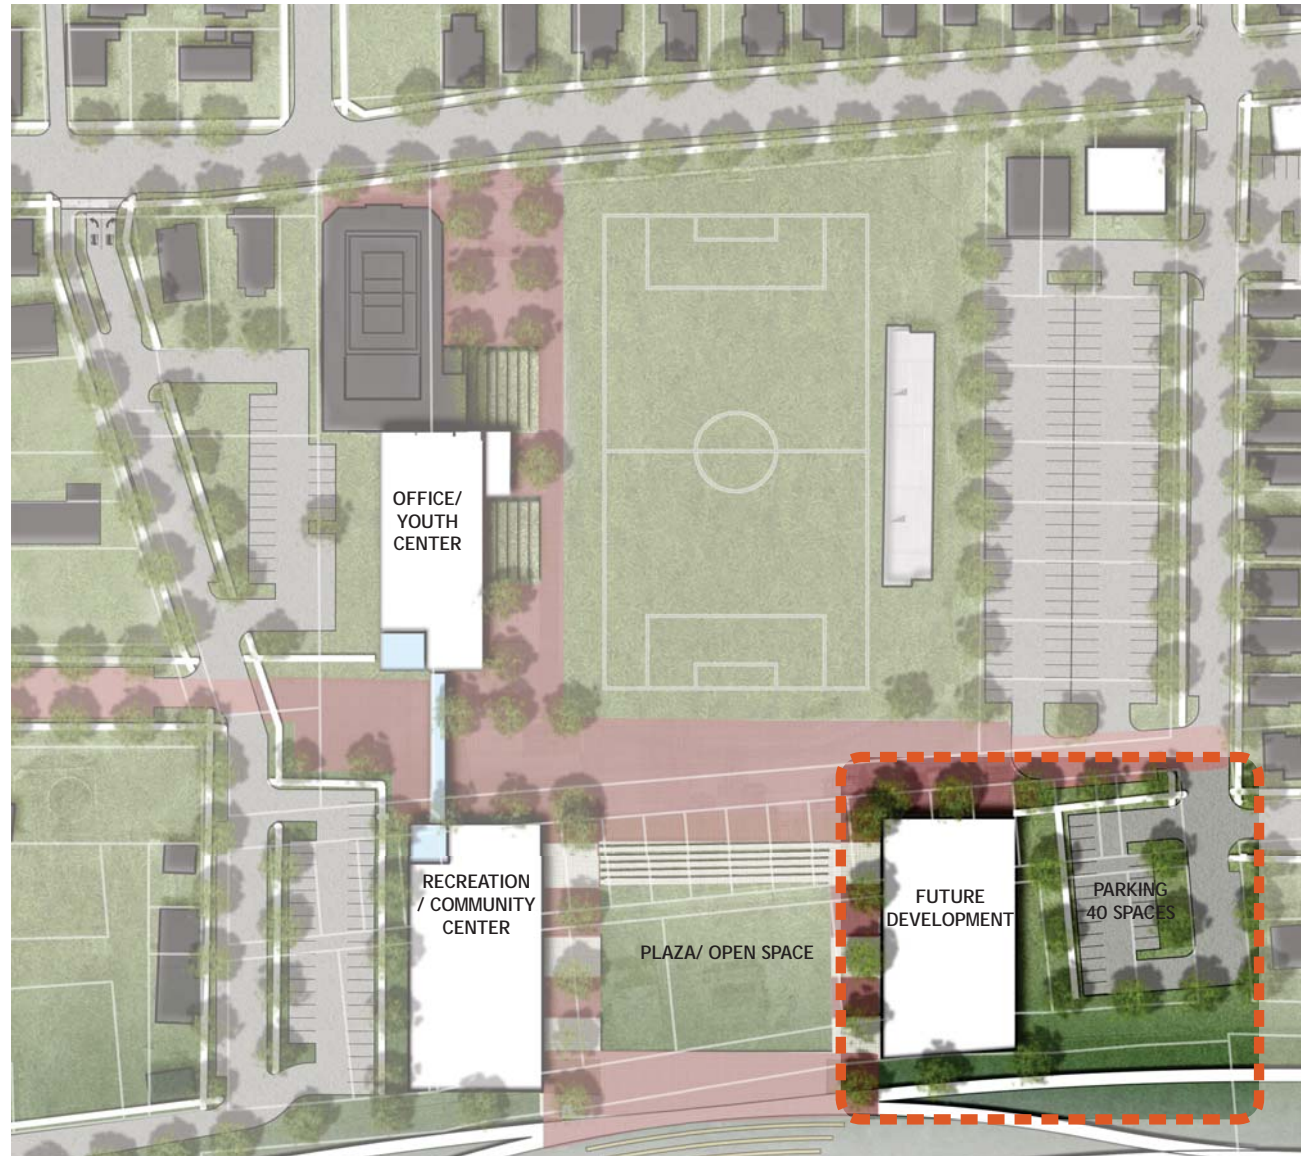 OFFICE/
YOUTH
CENTER
RECREATION
/ COMMUNITY
CENTER
PLAZA/ OPEN SPACE
FUTURE
DEVELOPMENT
PARKING
40 SPACES